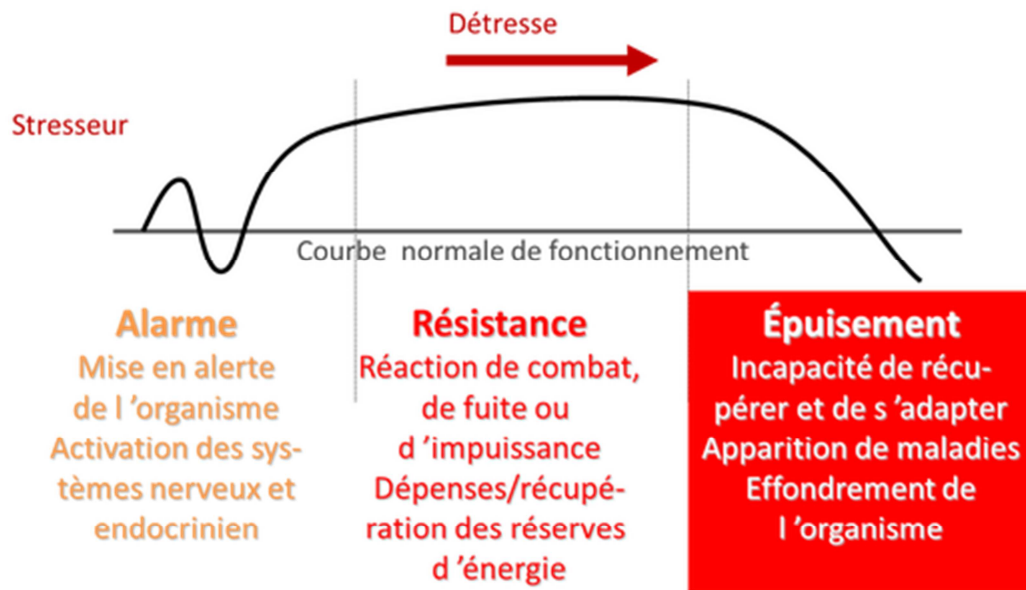 Détresse
Stresseur
Courbe normale de fonctionnement
Alarme
Mise en alerte
de l ’organisme
Activation des sys-
tèmes nerveux et
endocrinien
Résistance
Réaction de combat,
de fuite ou
d ’impuissance
Dépenses/récupé-
ration des réserves
d ’énergie
Épuisement
Incapacité de récu-
pérer et de s ’adapter
Apparition de maladies
Effondrement de
l ’organisme